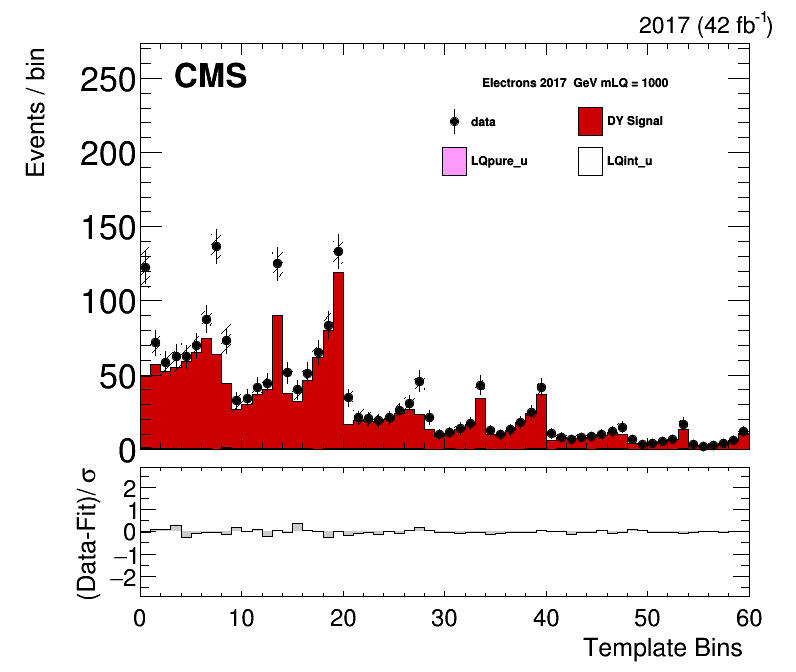 2017 (42 fb⁻¹)
CMS
Electrons 2017 GeV mLQ = 1000
data
DY Signal
LQpure_u
LQint_u
Events / bin
250
200
150
100
50
0
(Data-Fit)/ σ
2
1
0
−1
−2
0 10 20 30 40 50 60
Template Bins